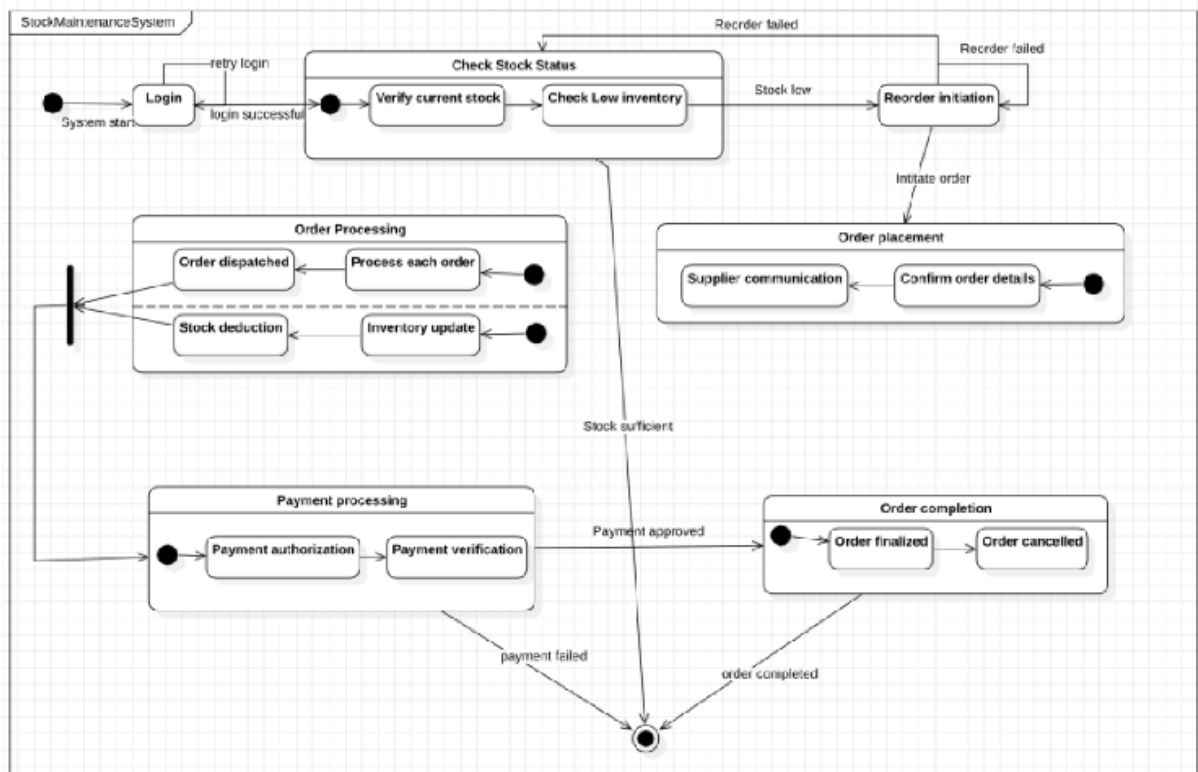 StockMaintenanceSystem
Reorder failed
Reorder failed
retry login
Check Stock Status
Login
Verify current stock
Check Low inventory
Stock low
Reorder initiation
System start
login successful
Intitate order
Order Processing
Order placement
Order dispatched
Process each order
Supplier communication
Confirm order details
Stock deduction
Inventory update
Stock sufficient
Payment processing
Order completion
Payment approved
Payment authorization
Payment verification
Order finalized
Order cancelled
payment failed
order completed